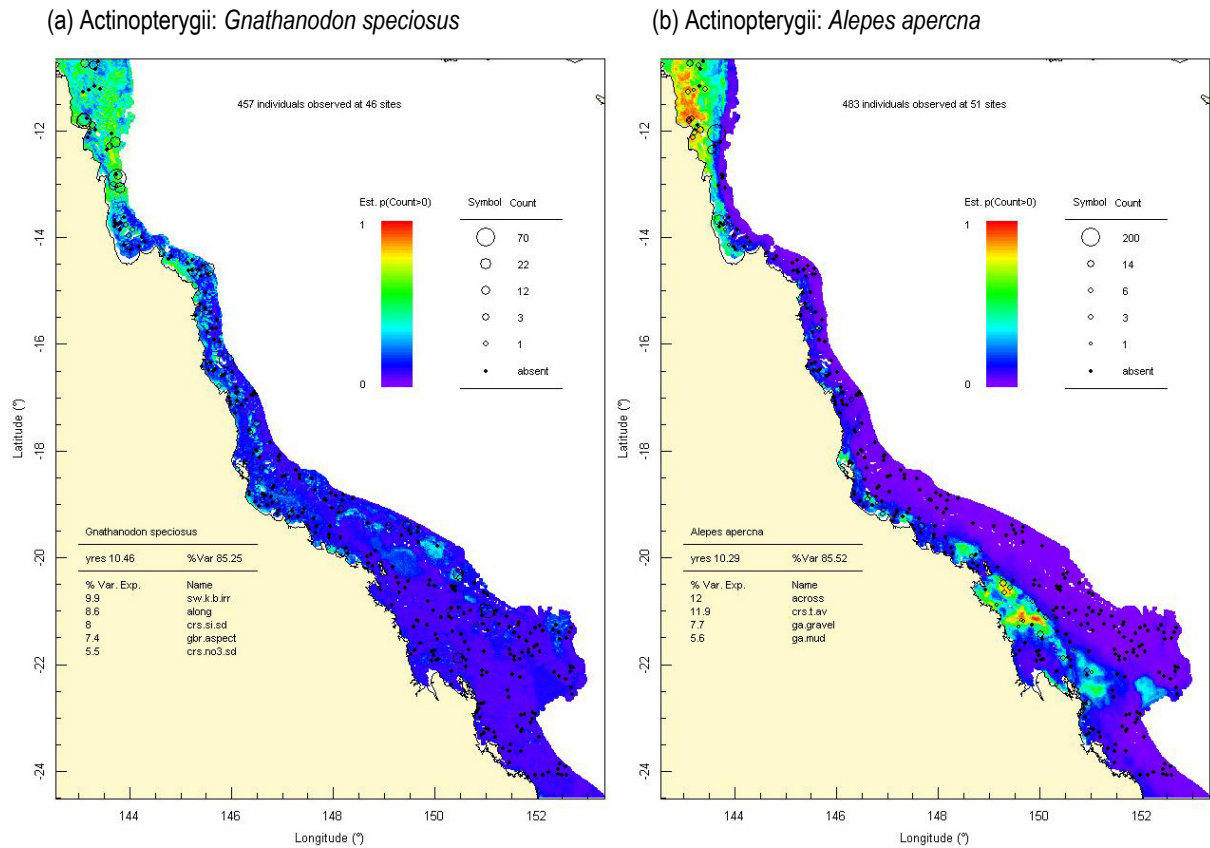 (a) Actinopterygii: Gnathanodon speciosus
457 individuals observed at 46 sites
Est. p(Count>0)
1
0
Symbol Count
70
22
12
3
1
absent
Gnathanodon speciosus
yres 10.46 %Var 85.25
% Var. Exp. Name
9.9 sw.k.b.irr
8.6 along
8 crs.si.sd
7.4 gbr.aspect
5.5 crs.no3.sd
Latitude (°)
-12
-14
-16
-18
-20
-22
-24
144 146 148 150 152
Longitude (°)
(b) Actinopterygii: Alepes apercna
483 individuals observed at 51 sites
Est. p(Count>0)
1
0
Symbol Count
200
14
6
3
1
absent
Alepes apercna
yres 10.29 %Var 85.52
% Var. Exp. Name
12 across
11.9 crs.t.av
7.7 ga.gravel
5.6 ga.mud
Latitude (°)
-12
-14
-16
-18
-20
-22
-24
144 146 148 150 152
Longitude (°)